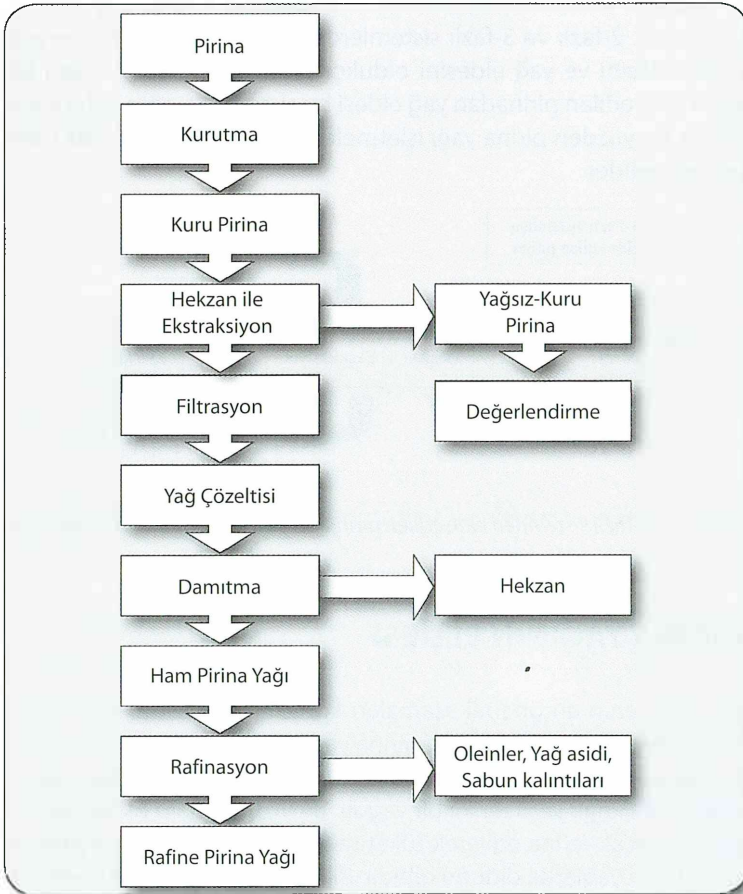 Pirina
Kurutma
Kuru Pirina
Hekzan ile
Ekstraksiyon
Yağsız-Kuru
Pirina
Filtrasyon
Değerlendirme
Yağ Çözeltisi
Damıtma
Hekzan
Ham Pirina Yağı
Rafinasyon
Oleinler, Yağ asidi,
Sabun kalıntıları
Rafine Pirina Yağı